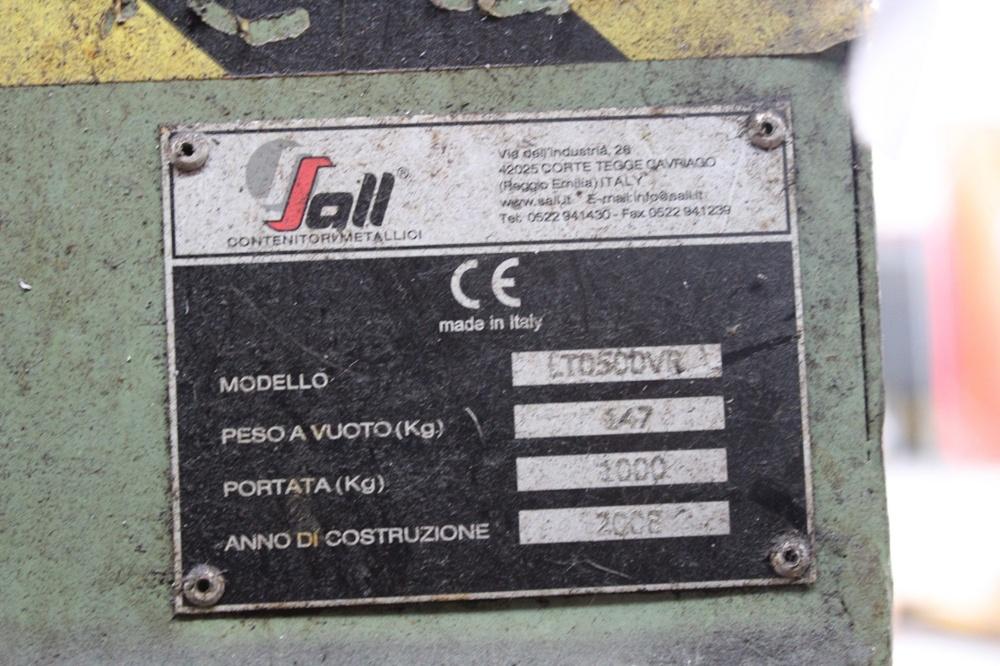 Sall®
CONTENITORI METALLICI
Via dell'industria, 26
42025 CORTE TEGGE CAVRIAGO
(Reggio Emilia) ITALY
www.sall.it * E-mail: info@sall.it
Tel: 0522 941430 - Fax 0522 941239
CE
made in Italy
MODELLO
PESO A VUOTO (Kg) 147
PORTATA (Kg) 1000
ANNO DI COSTRUZIONE